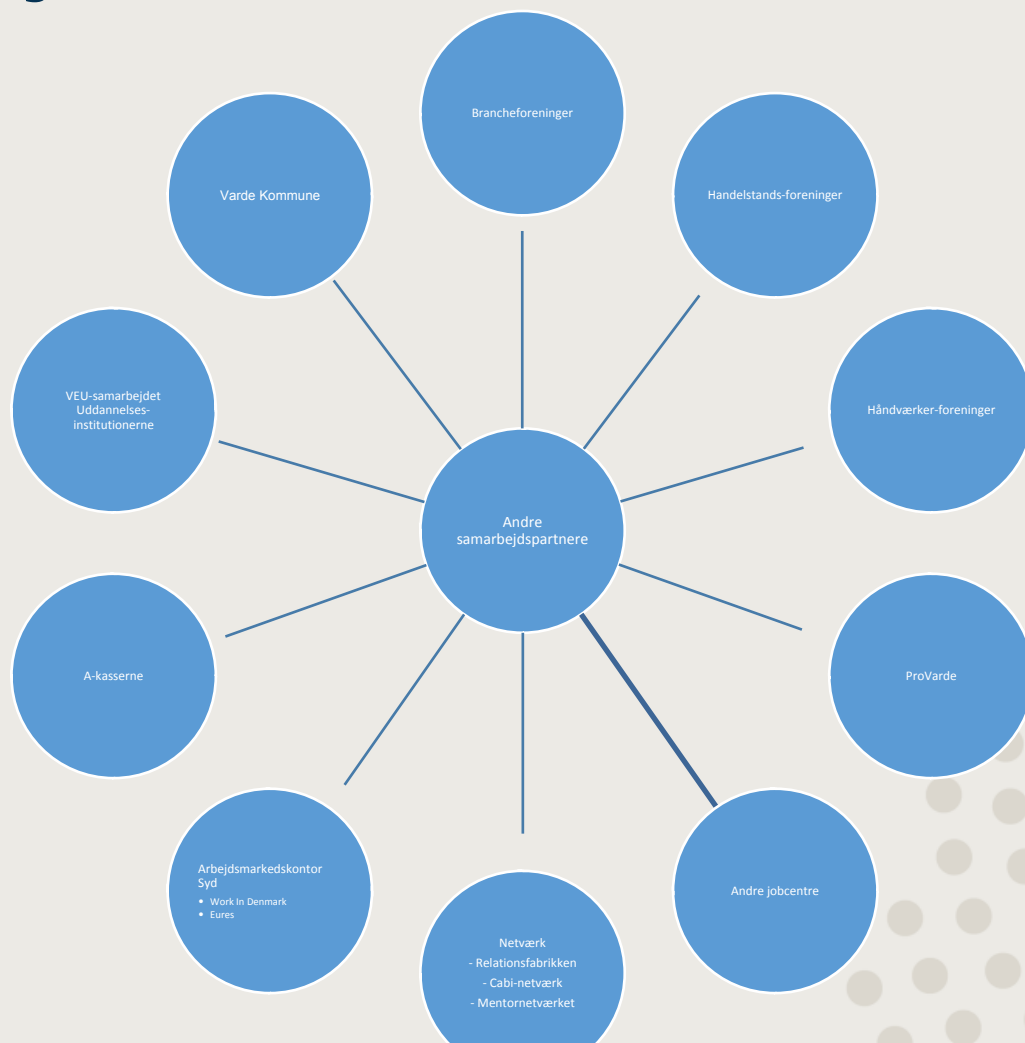 Brancheforeninger
Varde Kommune
Handelstands-foreninger
VEU-samarbejdet
Uddannelses-
institutionerne
Håndværker-foreninger
Andre
samarbejdspartnere
A-kasserne
ProVarde
Arbejdsmarkedskontor
Syd
• Work In Denmark
• Eures
Andre jobcentre
Netværk
- Relationsfabrikken
- Cabi-netværk
- Mentornetværket